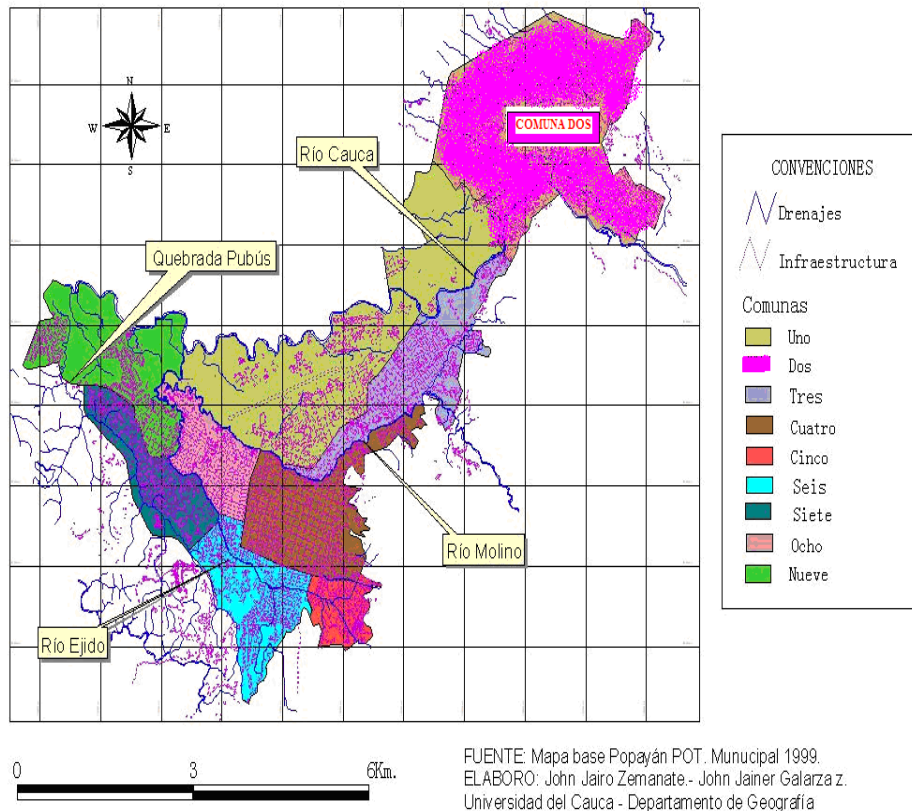 N
W E
S
COMUNA DOS
Río Cauca
Quebrada Pubús
Río Molino
Río Ejido
CONVENCIONES
Drenajes
Infraestructura
Comunas
Uno
Dos
Tres
Cuatro
Cinco
Seis
Siete
Ocho
Nueve
0 3 6Km.
FUENTE: Mapa base Popayán POT. Munucipal 1999.
ELABORO: John Jairo Zemanate.- John Jainer Galarza z.
Universidad del Cauca - Departamento de Geografía